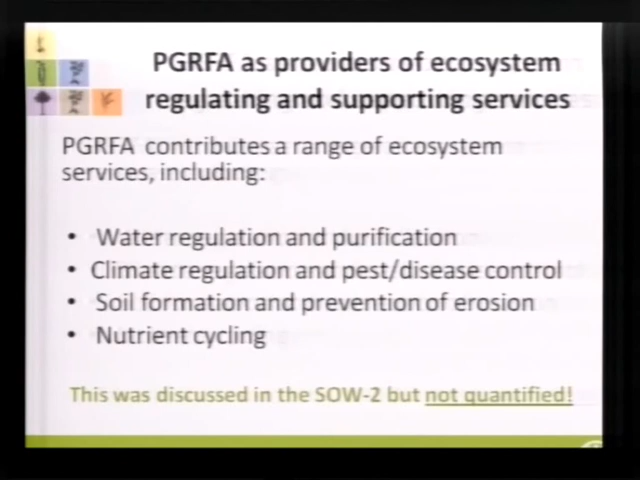 PGRFA as providers of ecosystem
regulating and supporting services
PGRFA contributes a range of ecosystem
services, including:
• Water regulation and purification
• Climate regulation and pest/disease control
• Soil formation and prevention of erosion
• Nutrient cycling
This was discussed in the SOW-2 but not quantified!